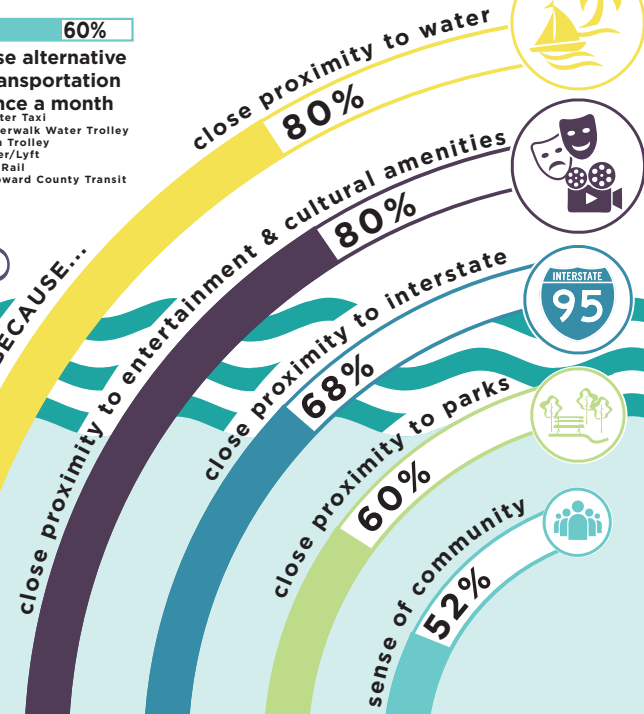 60%
se alternative
ansportation
nce a month
ter Taxi
erwalk Water Trolley
n Trolley
er/Lyft
Rail
oward County Transit
BECAUSE...
close proximity to water
80%
close proximity to entertainment & cultural amenities
80%
close proximity to interstate
68%
INTERSTATE
95
close proximity to parks
60%
sense of community
52%